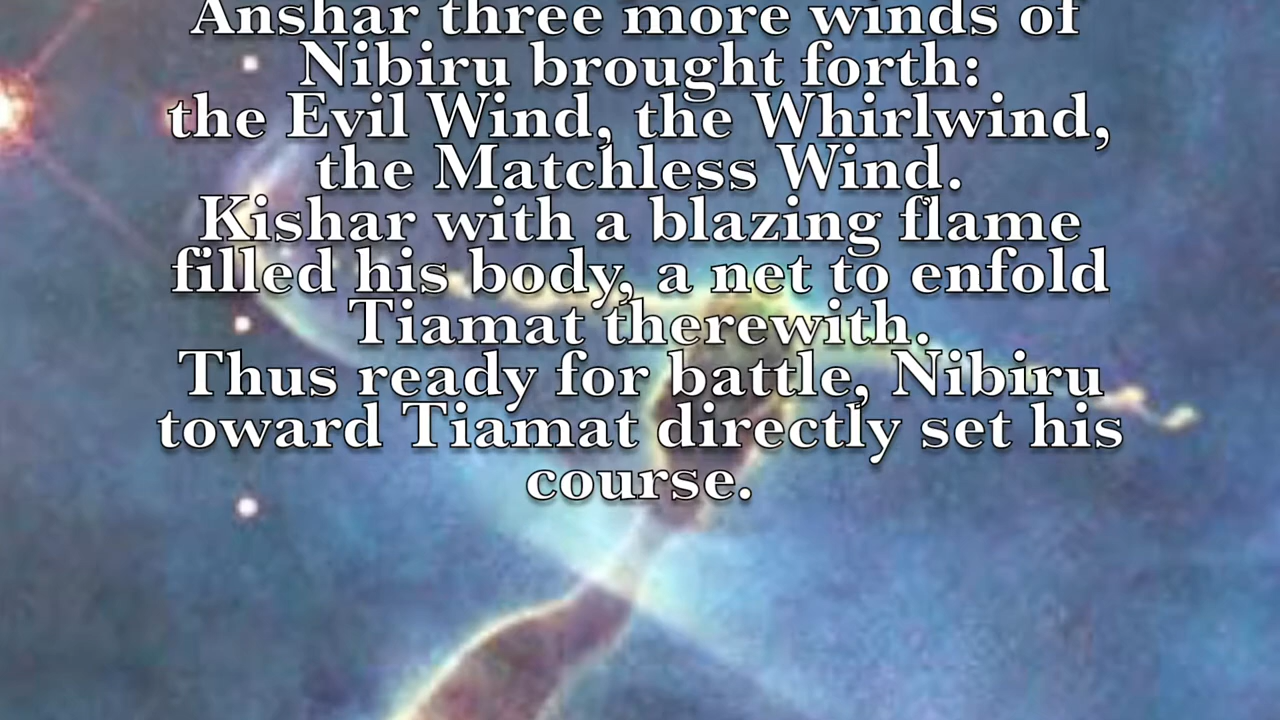 Anshar three more winds of
Nibiru brought forth:
the Evil Wind, the Whirlwind,
the Matchless Wind.
Kishar with a blazing flame
filled his body, a net to enfold
Tiamat therewith.
Thus ready for battle, Nibiru
toward Tiamat directly set his
course.